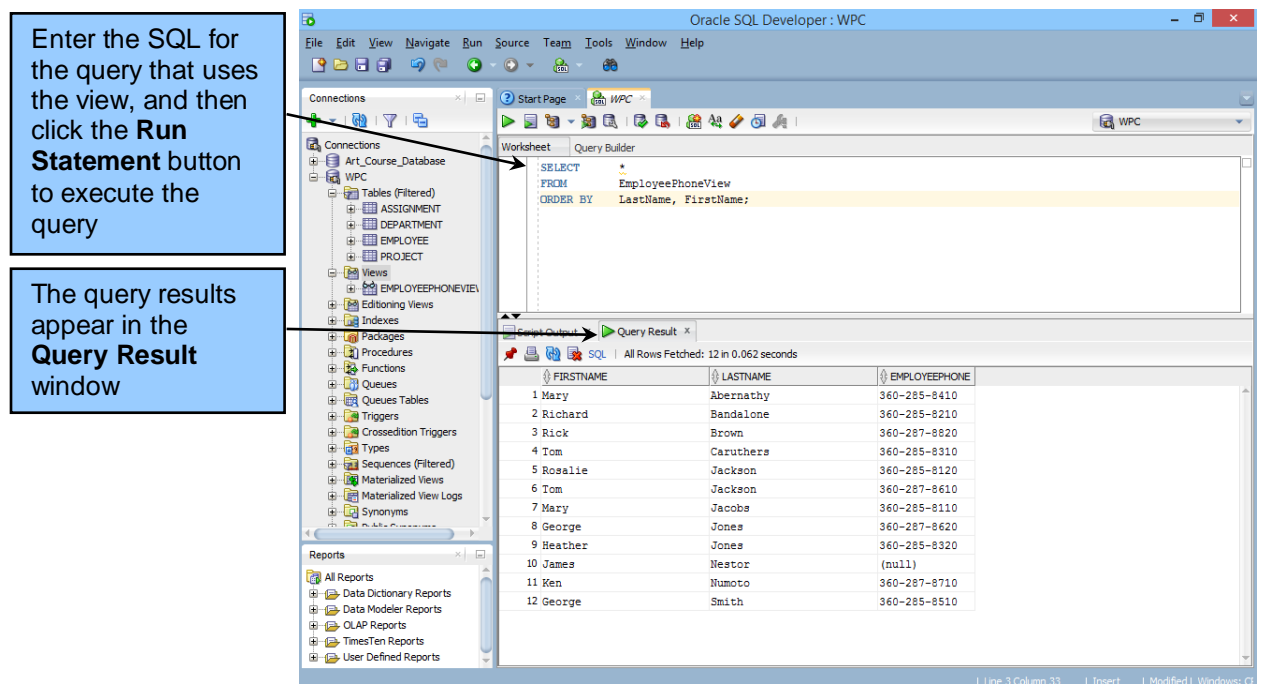 Enter the SQL for
the query that uses
the view, and then
click the Run
Statement button
to execute the
query
The query results
appear in the
Query Result
window
Oracle SQL Developer : WPC
File Edit View Navigate Run Source Team Tools Window Help
Connections
Connections
Art_Course_Database
WPC
Tables (Filtered)
ASSIGNMENT
DEPARTMENT
EMPLOYEE
PROJECT
Views
EMPLOYEEPHONEVIEW
Editioning Views
Indexes
Packages
Procedures
Functions
Queues
Queues Tables
Triggers
Crossedition Triggers
Types
Sequences (Filtered)
Materialized Views
Materialized View Logs
Synonyms
Public Synonyms
Reports
All Reports
Data Dictionary Reports
Data Modeler Reports
OLAP Reports
TimesTen Reports
User Defined Reports
Start Page WPC
WPC
Worksheet Query Builder
SELECT *
FROM EmployeePhoneView
ORDER BY LastName, FirstName;
Script Output Query Result
SQL | All Rows Fetched: 12 in 0.062 seconds
FIRSTNAME LASTNAME EMPLOYEEPHONE
1 Mary Abernathy 360-285-8410
2 Richard Bandalone 360-285-8210
3 Rick Brown 360-287-8820
4 Tom Caruthers 360-285-8310
5 Rosalie Jackson 360-285-8120
6 Tom Jackson 360-287-8610
7 Mary Jacobs 360-285-8110
8 George Jones 360-287-8620
9 Heather Jones 360-285-8320
10 James Nestor (null)
11 Ken Numoto 360-287-8710
12 George Smith 360-285-8510
Line 3 Column 33 | Insert | Modified | Windows: C